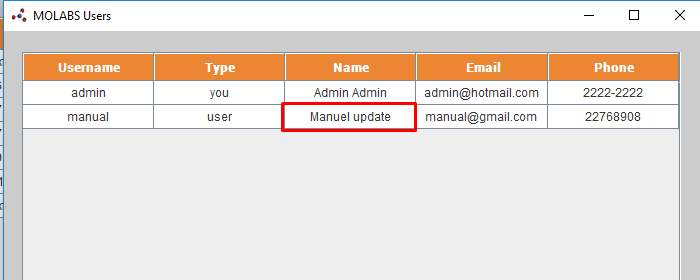 MOLABS Users
Username Type Name Email Phone
admin you Admin Admin admin@hotmail.com 2222-2222
manual user Manuel update manual@gmail.com 22768908